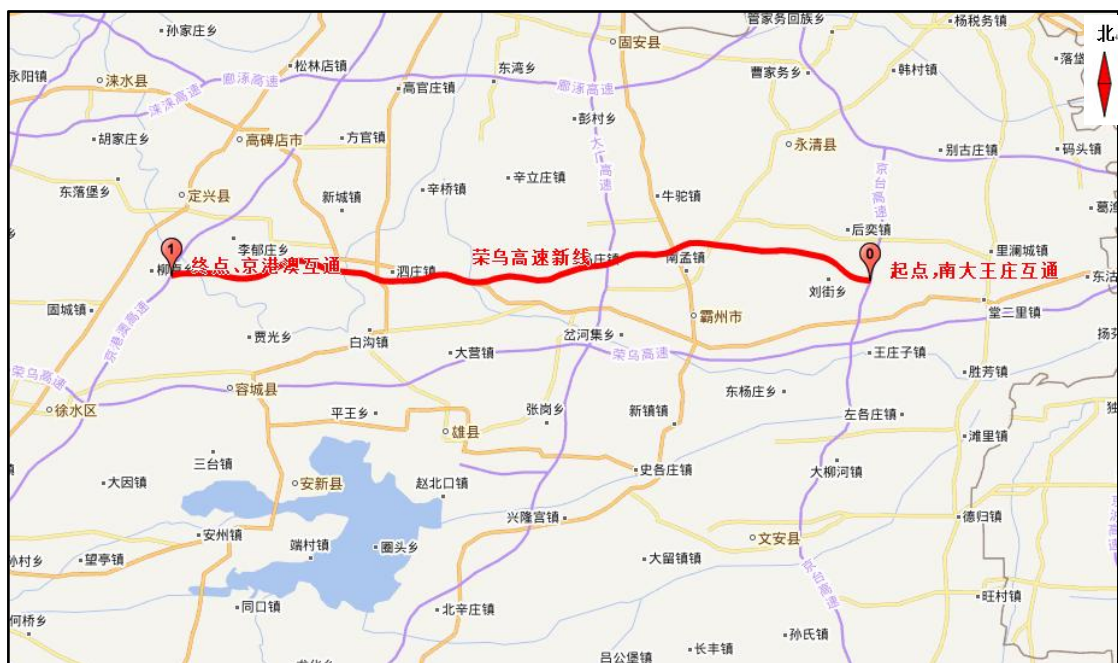 管家务回族乡
杨税务镇
北
孙家庄乡
固安县
松林店镇
东湾乡
韩村镇
曹家务乡
永阳镇
涞水县
廊涿高速
高官庄镇
廊涿高速
涞涞高速
彭村乡
胡家庄乡
高碑店市
方官镇
大广高速
永清县
别古庄镇
码头镇
东落堡乡
定兴县
新城镇
辛桥镇
辛立庄镇
牛驼镇
京台高速
后奕镇
李郁庄乡
荣乌高速新线
里澜城镇
1
终点、京港澳互通
泗庄镇
南孟镇
0
起点,南大王庄互通
东沽
刘街乡
固城镇
京港澳高速
贾光乡
白沟镇
岔河集乡
霸州市
堂二里镇
荣乌高速
大营镇
荣乌高速
王庄子镇
容城县
东杨庄乡
胜芳镇
徐水区
平王乡
张岗乡
新镇镇
左各庄镇
雄县
滩里镇
三台镇
史各庄镇
大柳河镇
大因镇
安新县
赵北口镇
兴隆宫镇
德归镇
安州镇
文安县
孙村乡
望亭镇
端村镇
圈头乡
大留镇镇
京台高速
同口镇
北辛庄镇
旺村镇
何桥乡
孙氏镇
长丰镇
吕公堡镇